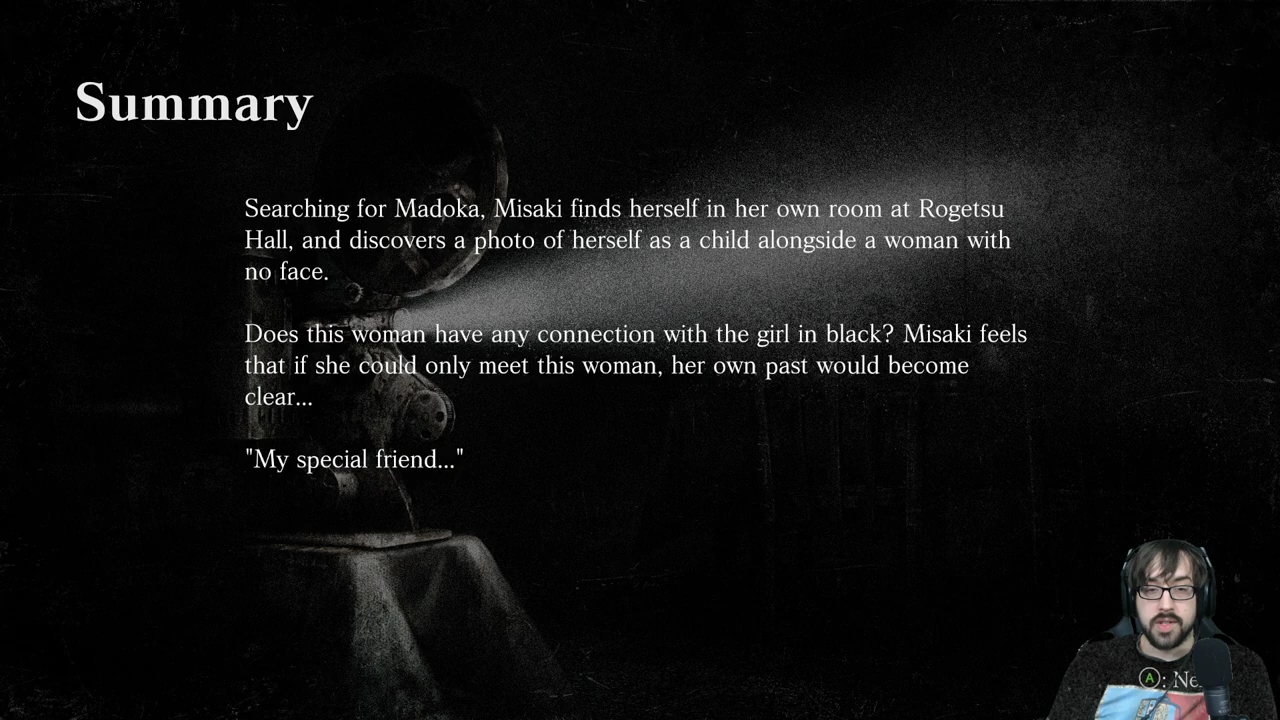 Summary
Searching for Madoka, Misaki finds herself in her own room at Rogetsu
Hall, and discovers a photo of herself as a child alongside a woman with
no face.
Does this woman have any connection with the girl in black? Misaki feels
that if she could only meet this woman, her own past would become
clear...
"My special friend..."
A: Ne